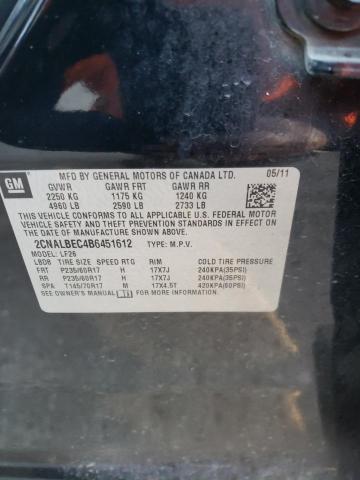 GM
MFD BY GENERAL MOTORS OF CANADA LTD. 05/11
GVWR GAWR FRT GAWR RR
2250 KG 1175 KG 1240 KG
4960 LB 2590 LB 2733 LB
THIS VEHICLE CONFORMS TO ALL APPLICABLE U.S. FEDERAL MOTOR
VEHICLE SAFETY AND THEFT PREVENTION STANDARDS IN EFFECT ON
THE DATE OF MANUFACTURE SHOWN ABOVE.
2CNALBEC4B6451612 TYPE: M.P.V.
MODEL: LF26
LBDB TIRE SIZE SPEED RTG RIM COLD TIRE PRESSURE
FRT P235/60R17 H 17X7J 240KPA(35PSI)
RR P235/60R17 H 17X7J 240KPA(35PSI)
SPA T145/70R17 M 17X4.5T 420KPA(60PSI)
SEE OWNER'S MANUAL FOR MORE INFORMATION.